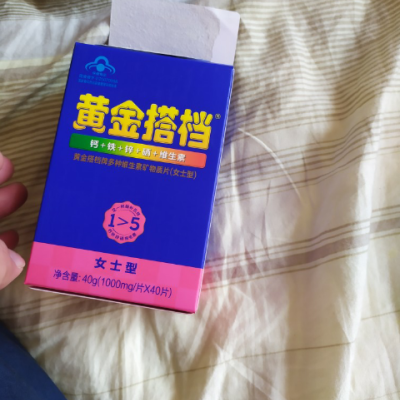 黄金搭档®
钙+铁+锌+硒+维生素
黄金搭档牌多种维生素矿物质片(女士型)
1>5
女士型
净含量: 40g(1000mg/片X40片)